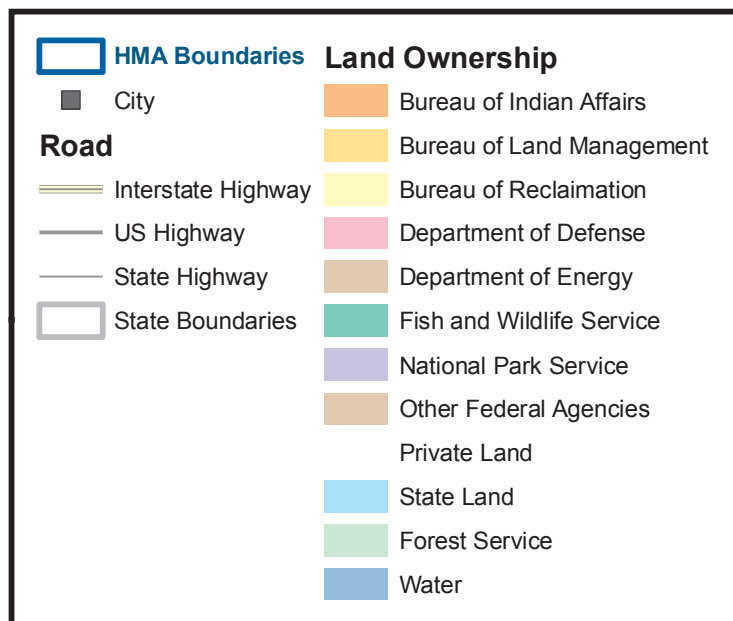 HMA Boundaries
City
Road
Interstate Highway
US Highway
State Highway
State Boundaries
Land Ownership
Bureau of Indian Affairs
Bureau of Land Management
Bureau of Reclaimation
Department of Defense
Department of Energy
Fish and Wildlife Service
National Park Service
Other Federal Agencies
Private Land
State Land
Forest Service
Water